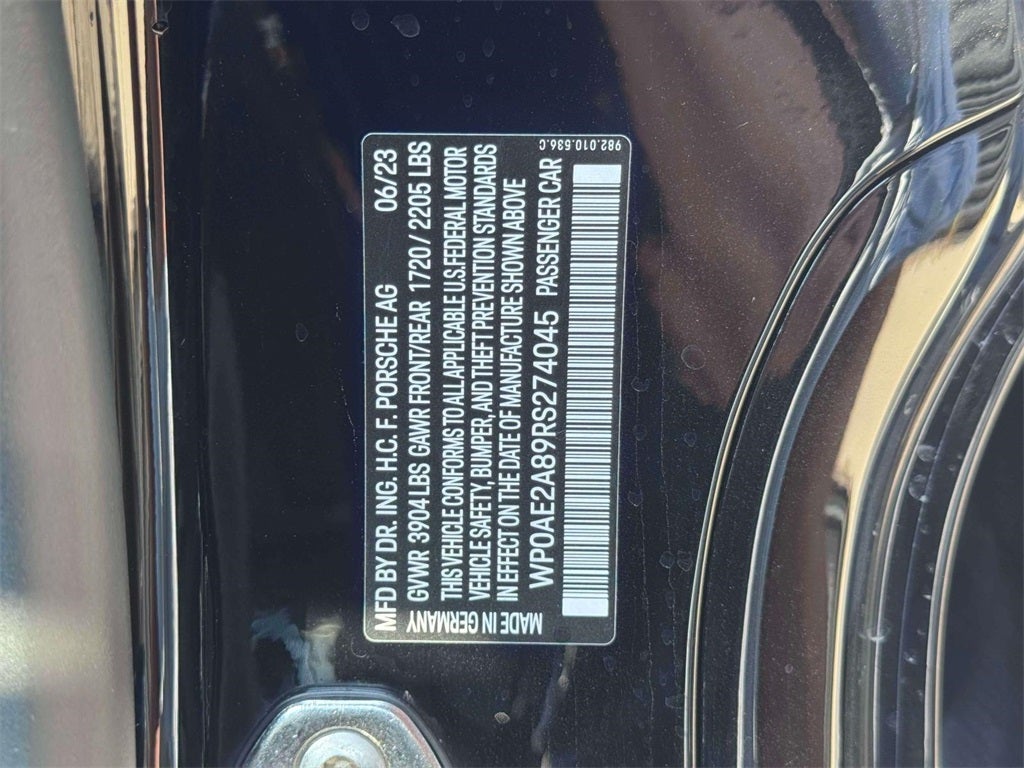 MFD BY DR. ING. H.C. F. PORSCHE AG 06/23
GVWR 3904 LBS GAWR FRONT/REAR 1720 / 2205 LBS
THIS VEHICLE CONFORMS TO ALL APPLICABLE U.S. FEDERAL MOTOR
VEHICLE SAFETY, BUMPER, AND THEFT PREVENTION STANDARDS
IN EFFECT ON THE DATE OF MANUFACTURE SHOWN ABOVE
MADE IN GERMANY WP0AE2A89RS274045 PASSENGER CAR
982.010.536.C